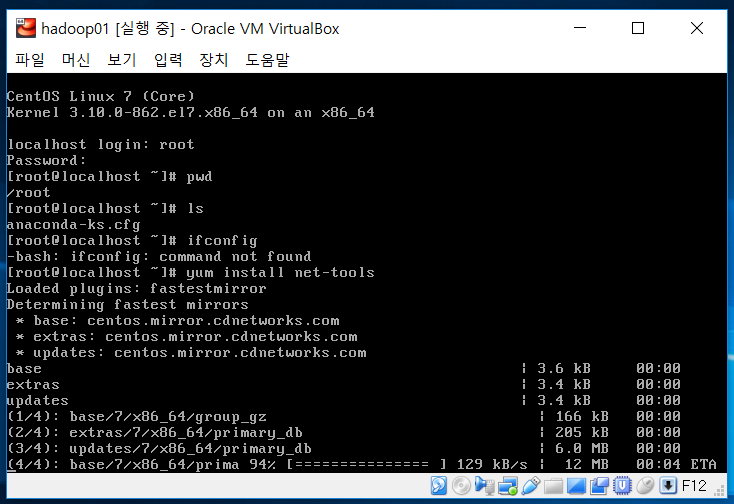 hadoop01 [실행 중] - Oracle VM VirtualBox
파일 머신 보기 입력 장치 도움말
CentOS Linux 7 (Core)
Kernel 3.10.0-862.el7.x86_64 on an x86_64
localhost login: root
Password:
[root@localhost ~]# pwd
/root
[root@localhost ~]# ls
anaconda-ks.cfg
[root@localhost ~]# ifconfig
-bash: ifconfig: command not found
[root@localhost ~]# yum install net-tools
Loaded plugins: fastestmirror
Determining fastest mirrors
 * base: centos.mirror.cdnetworks.com
 * extras: centos.mirror.cdnetworks.com
 * updates: centos.mirror.cdnetworks.com
base | 3.6 kB 00:00
extras | 3.4 kB 00:00
updates | 3.4 kB 00:00
(1/4): base/7/x86_64/group_gz | 166 kB 00:00
(2/4): extras/7/x86_64/primary_db | 205 kB 00:00
(3/4): updates/7/x86_64/primary_db | 6.0 MB 00:00
(4/4): base/7/x86_64/prima 94% [=============== ] 129 kB/s | 12 MB 00:04 ETA
F12